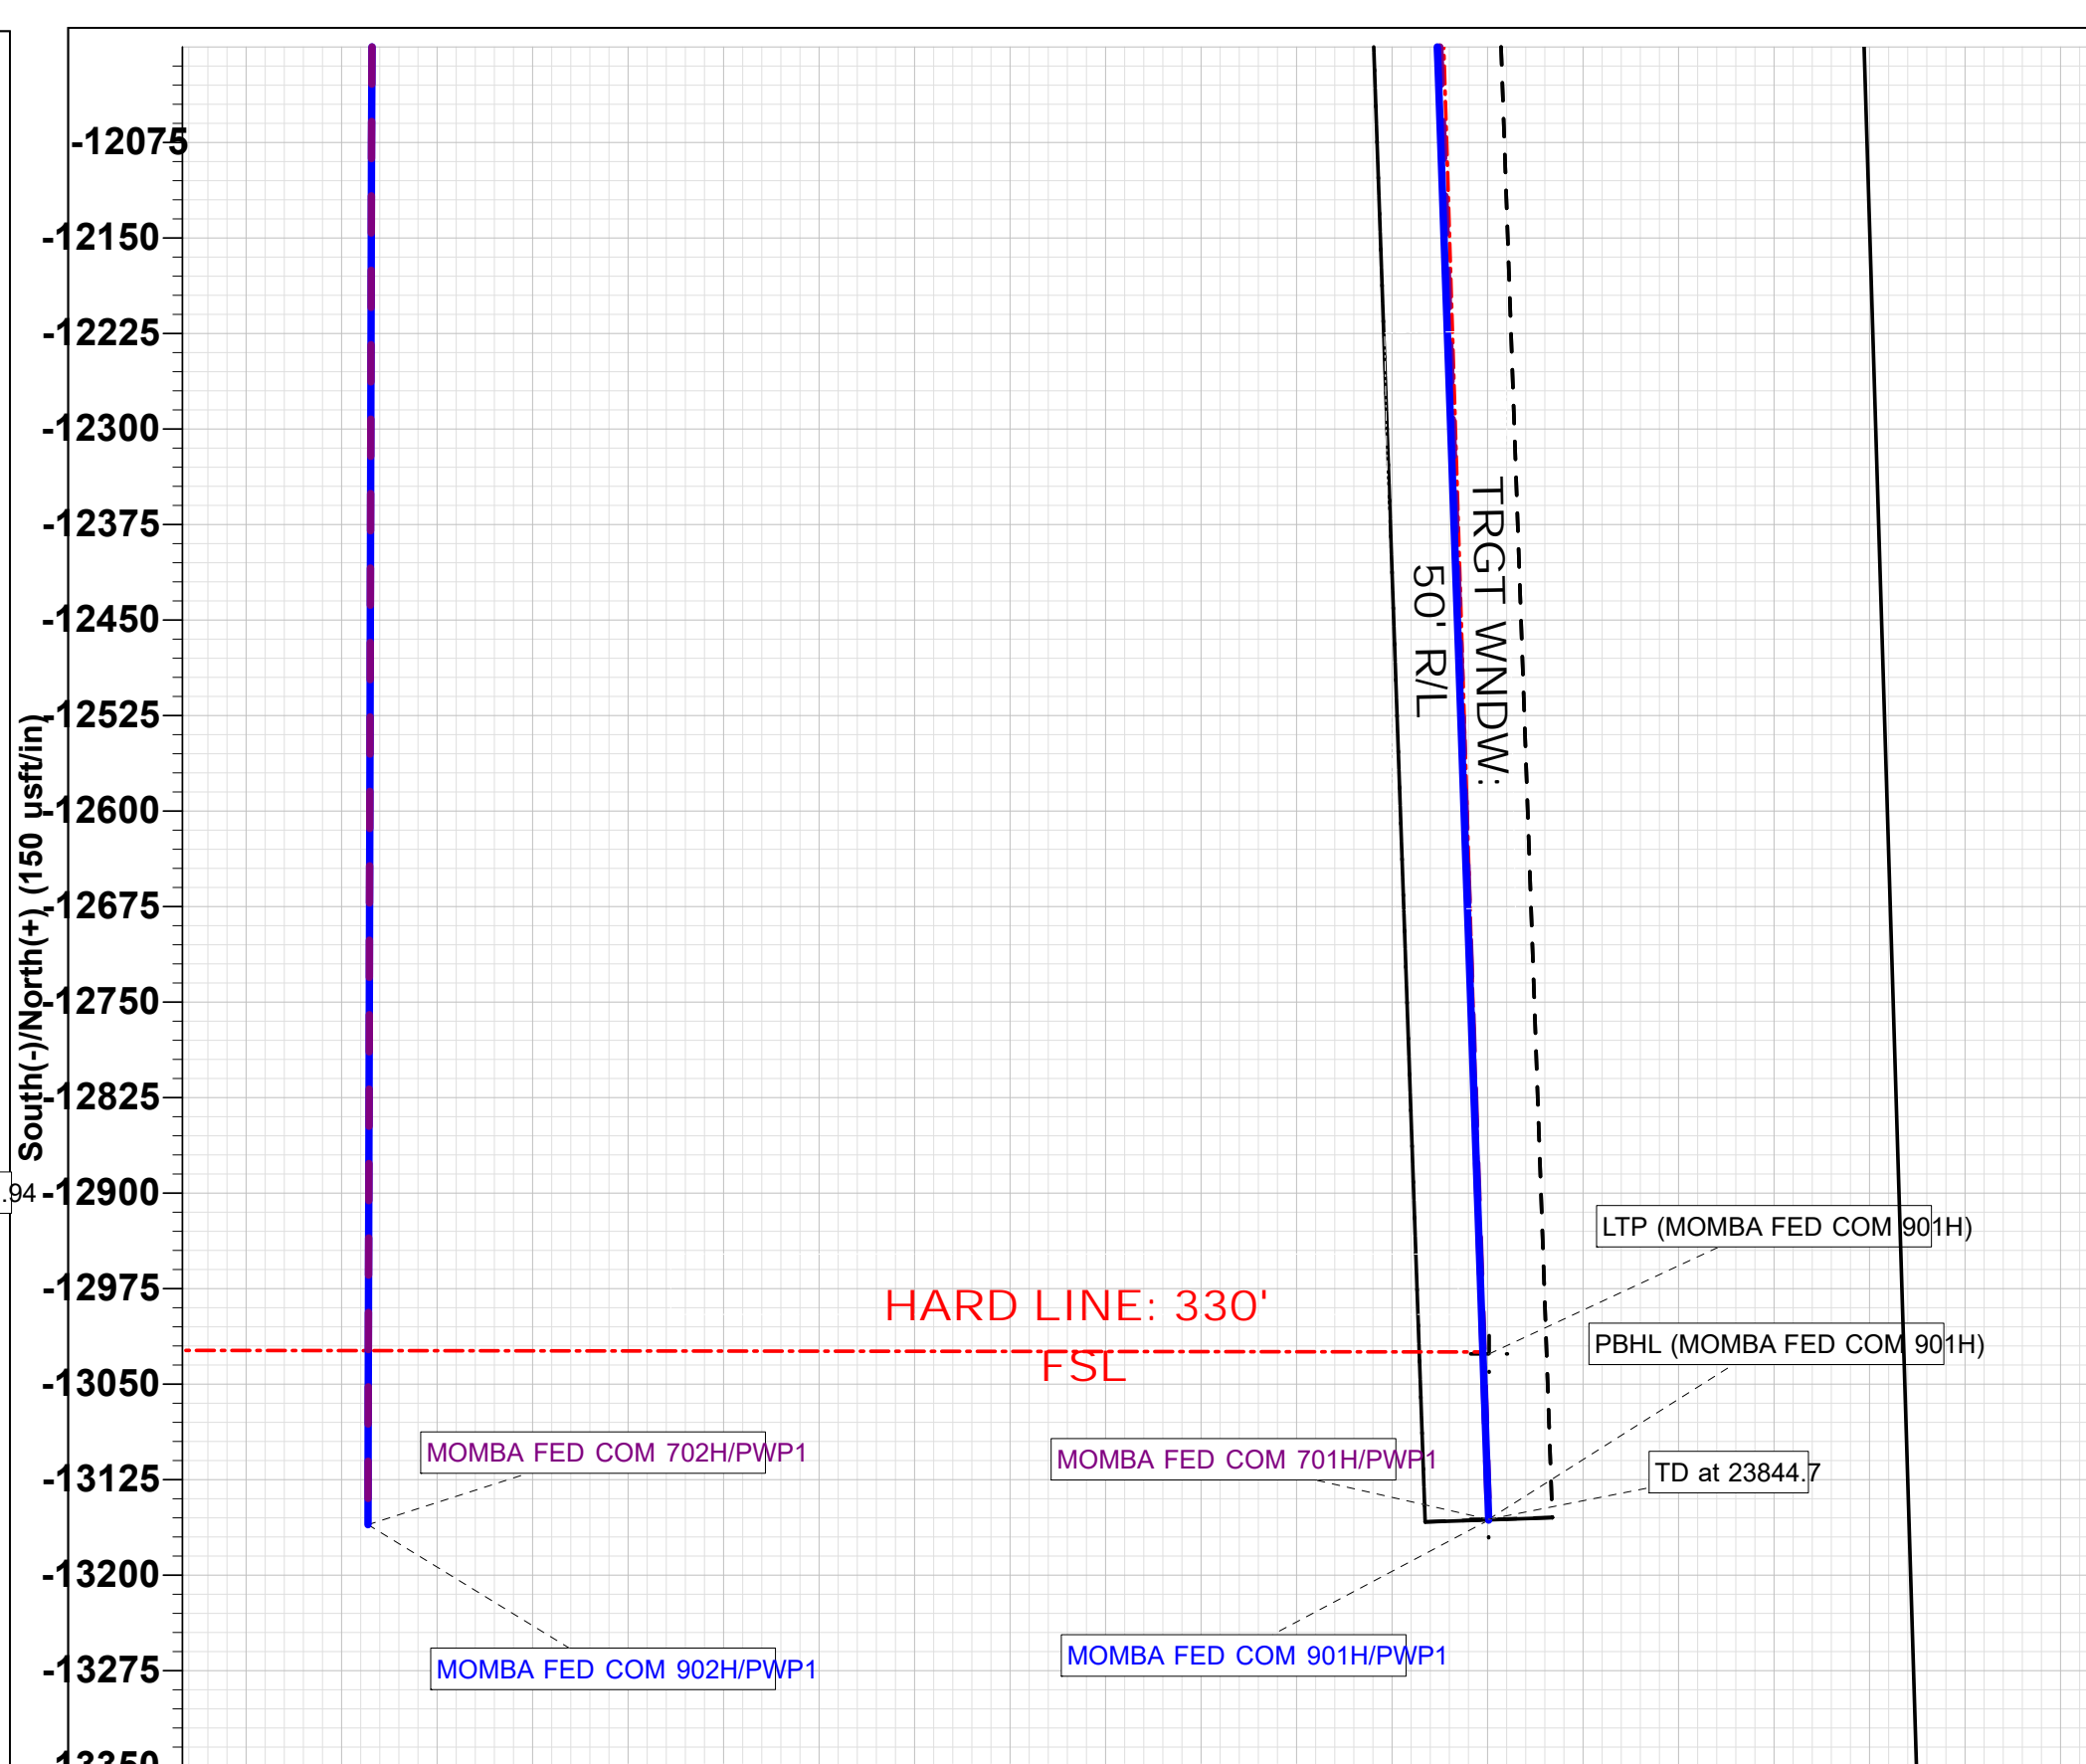 -12075
-12150
-12225
-12300
-12375
-12450
-12525
-12600
-12675
-12750
-12825
-12900
-12975
-13050
-13125
-13200
-13275
-13350
South(-)/North(+) (150 usft/in)
.94
TRGT WNDW:
50' R/L
HARD LINE: 330'
FSL
LTP (MOMBA FED COM 901H)
PBHL (MOMBA FED COM 901H)
MOMBA FED COM 702H/PWP1
MOMBA FED COM 701H/PWP1
TD at 23844.7
MOMBA FED COM 902H/PWP1
MOMBA FED COM 901H/PWP1